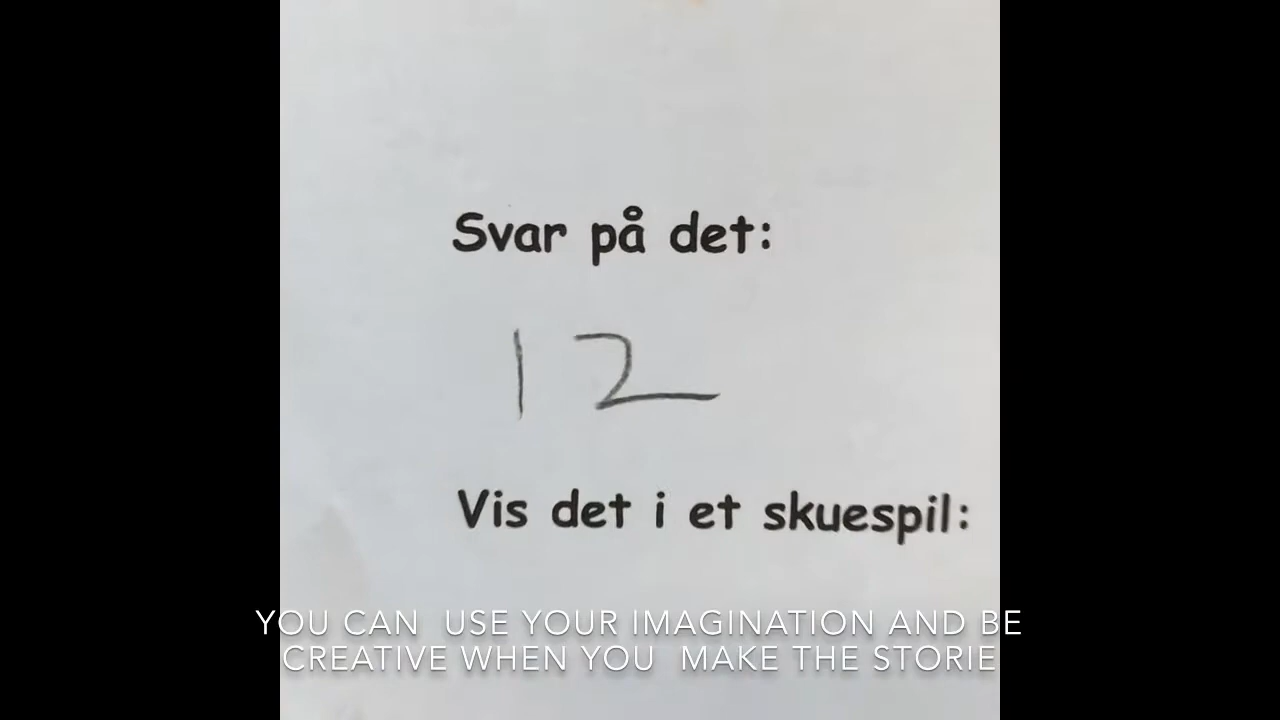 Svar på det:
12
Vis det i et skuespil:
YOU CAN USE YOUR IMAGINATION AND BE
CREATIVE WHEN YOU MAKE THE STORIE